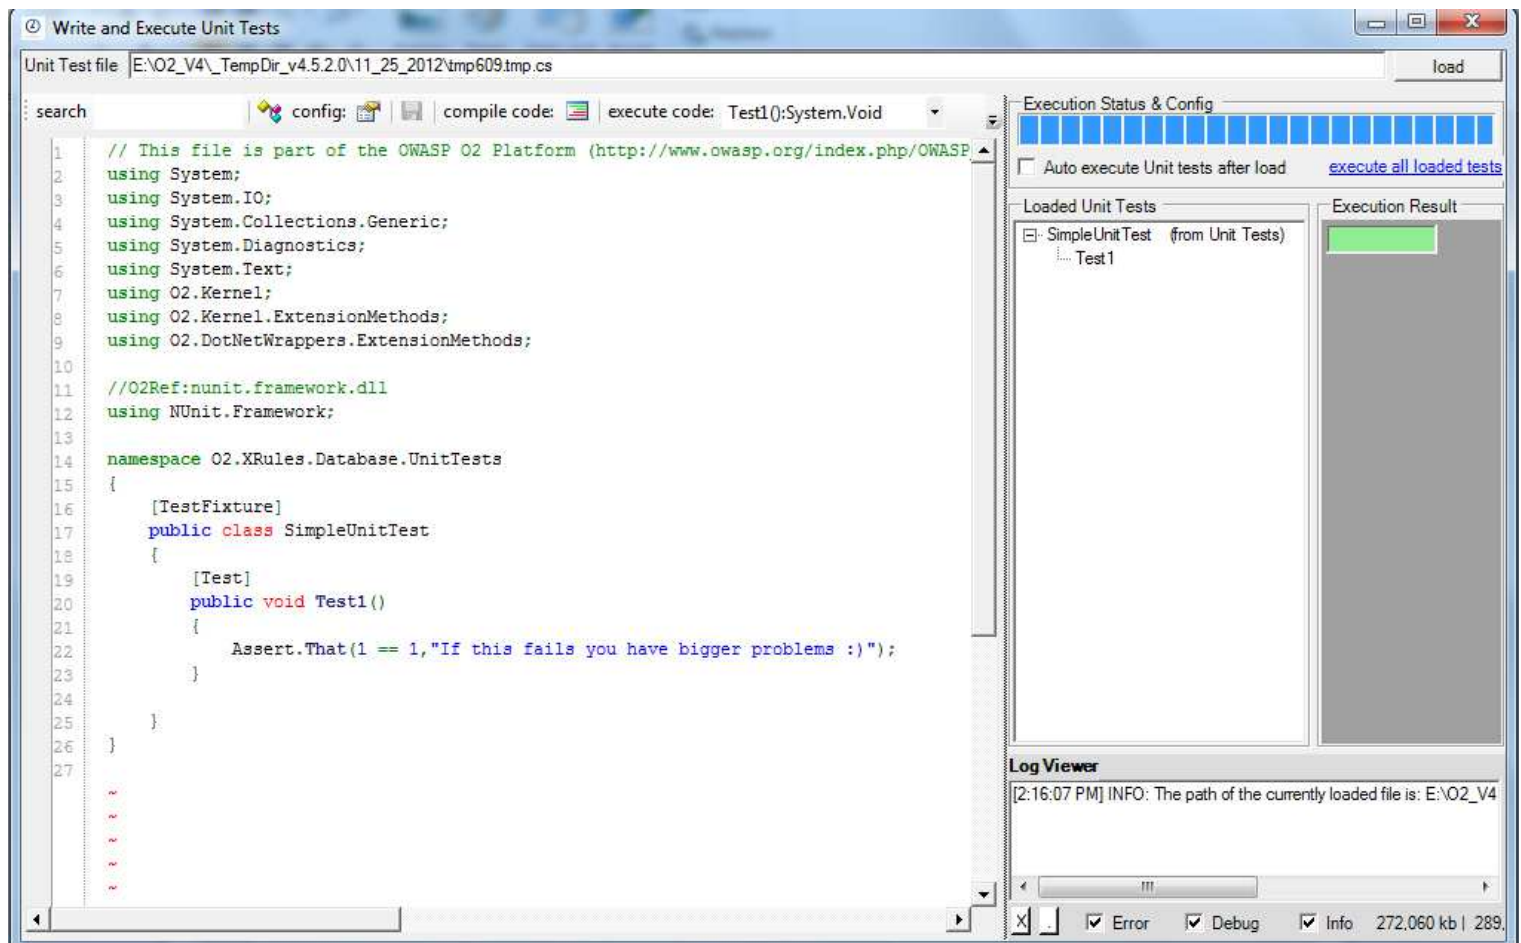 Write and Execute Unit Tests
Unit Test file E:\O2_V4\_TempDir_v4.5.2.0\11_25_2012\tmp609.tmp.cs load
search config: compile code: execute code: Test1():System.Void
1 // This file is part of the OWASP O2 Platform (http://www.owasp.org/index.php/OWASP
2 using System;
3 using System.IO;
4 using System.Collections.Generic;
5 using System.Diagnostics;
6 using System.Text;
7 using O2.Kernel;
8 using O2.Kernel.ExtensionMethods;
9 using O2.DotNetWrappers.ExtensionMethods;
10
11 //O2Ref:nunit.framework.dll
12 using NUnit.Framework;
13
14 namespace O2.XRules.Database.UnitTests
15 {
16 [TestFixture]
17 public class SimpleUnitTest
18 {
19 [Test]
20 public void Test1()
21 {
22 Assert.That(1 == 1,"If this fails you have bigger problems :)");
23 }
24
25 }
26 }
27
~
~
~
~
~
Execution Status & Config
Auto execute Unit tests after load execute all loaded tests
Loaded Unit Tests
SimpleUnitTest (from Unit Tests)
Test1
Execution Result
Log Viewer
[2:16:07 PM] INFO: The path of the currently loaded file is: E:\O2_V4
X . Error Debug Info 272,060 kb | 289,